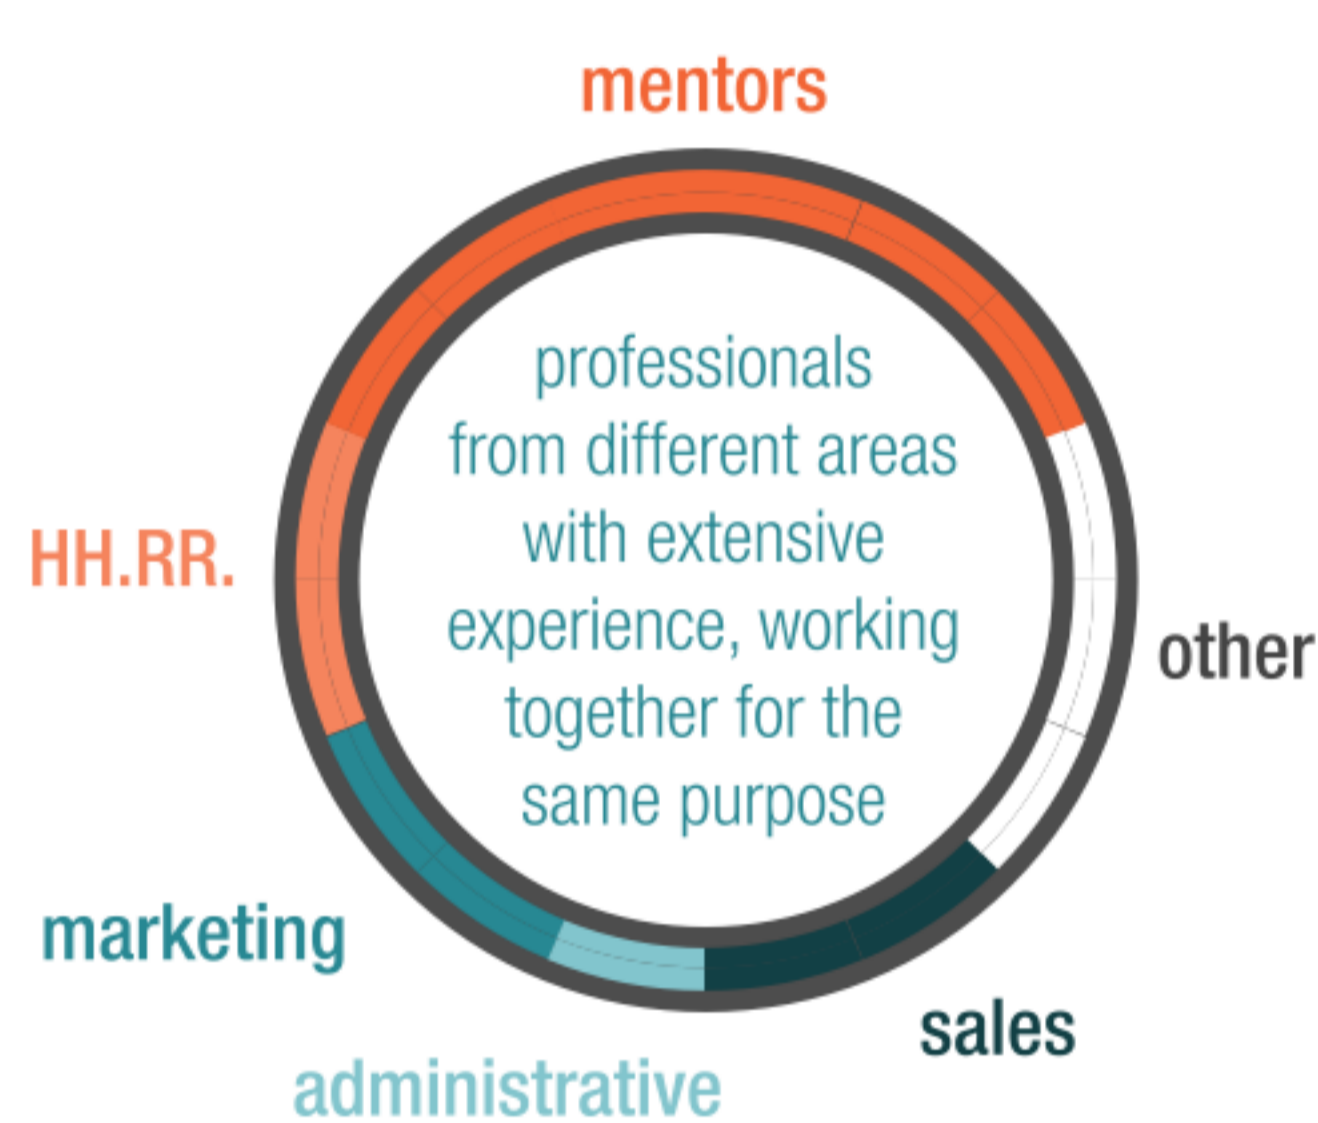 mentors
professionals
from different areas
with extensive
experience, working
together for the
same purpose
HH.RR.
other
marketing
sales
administrative